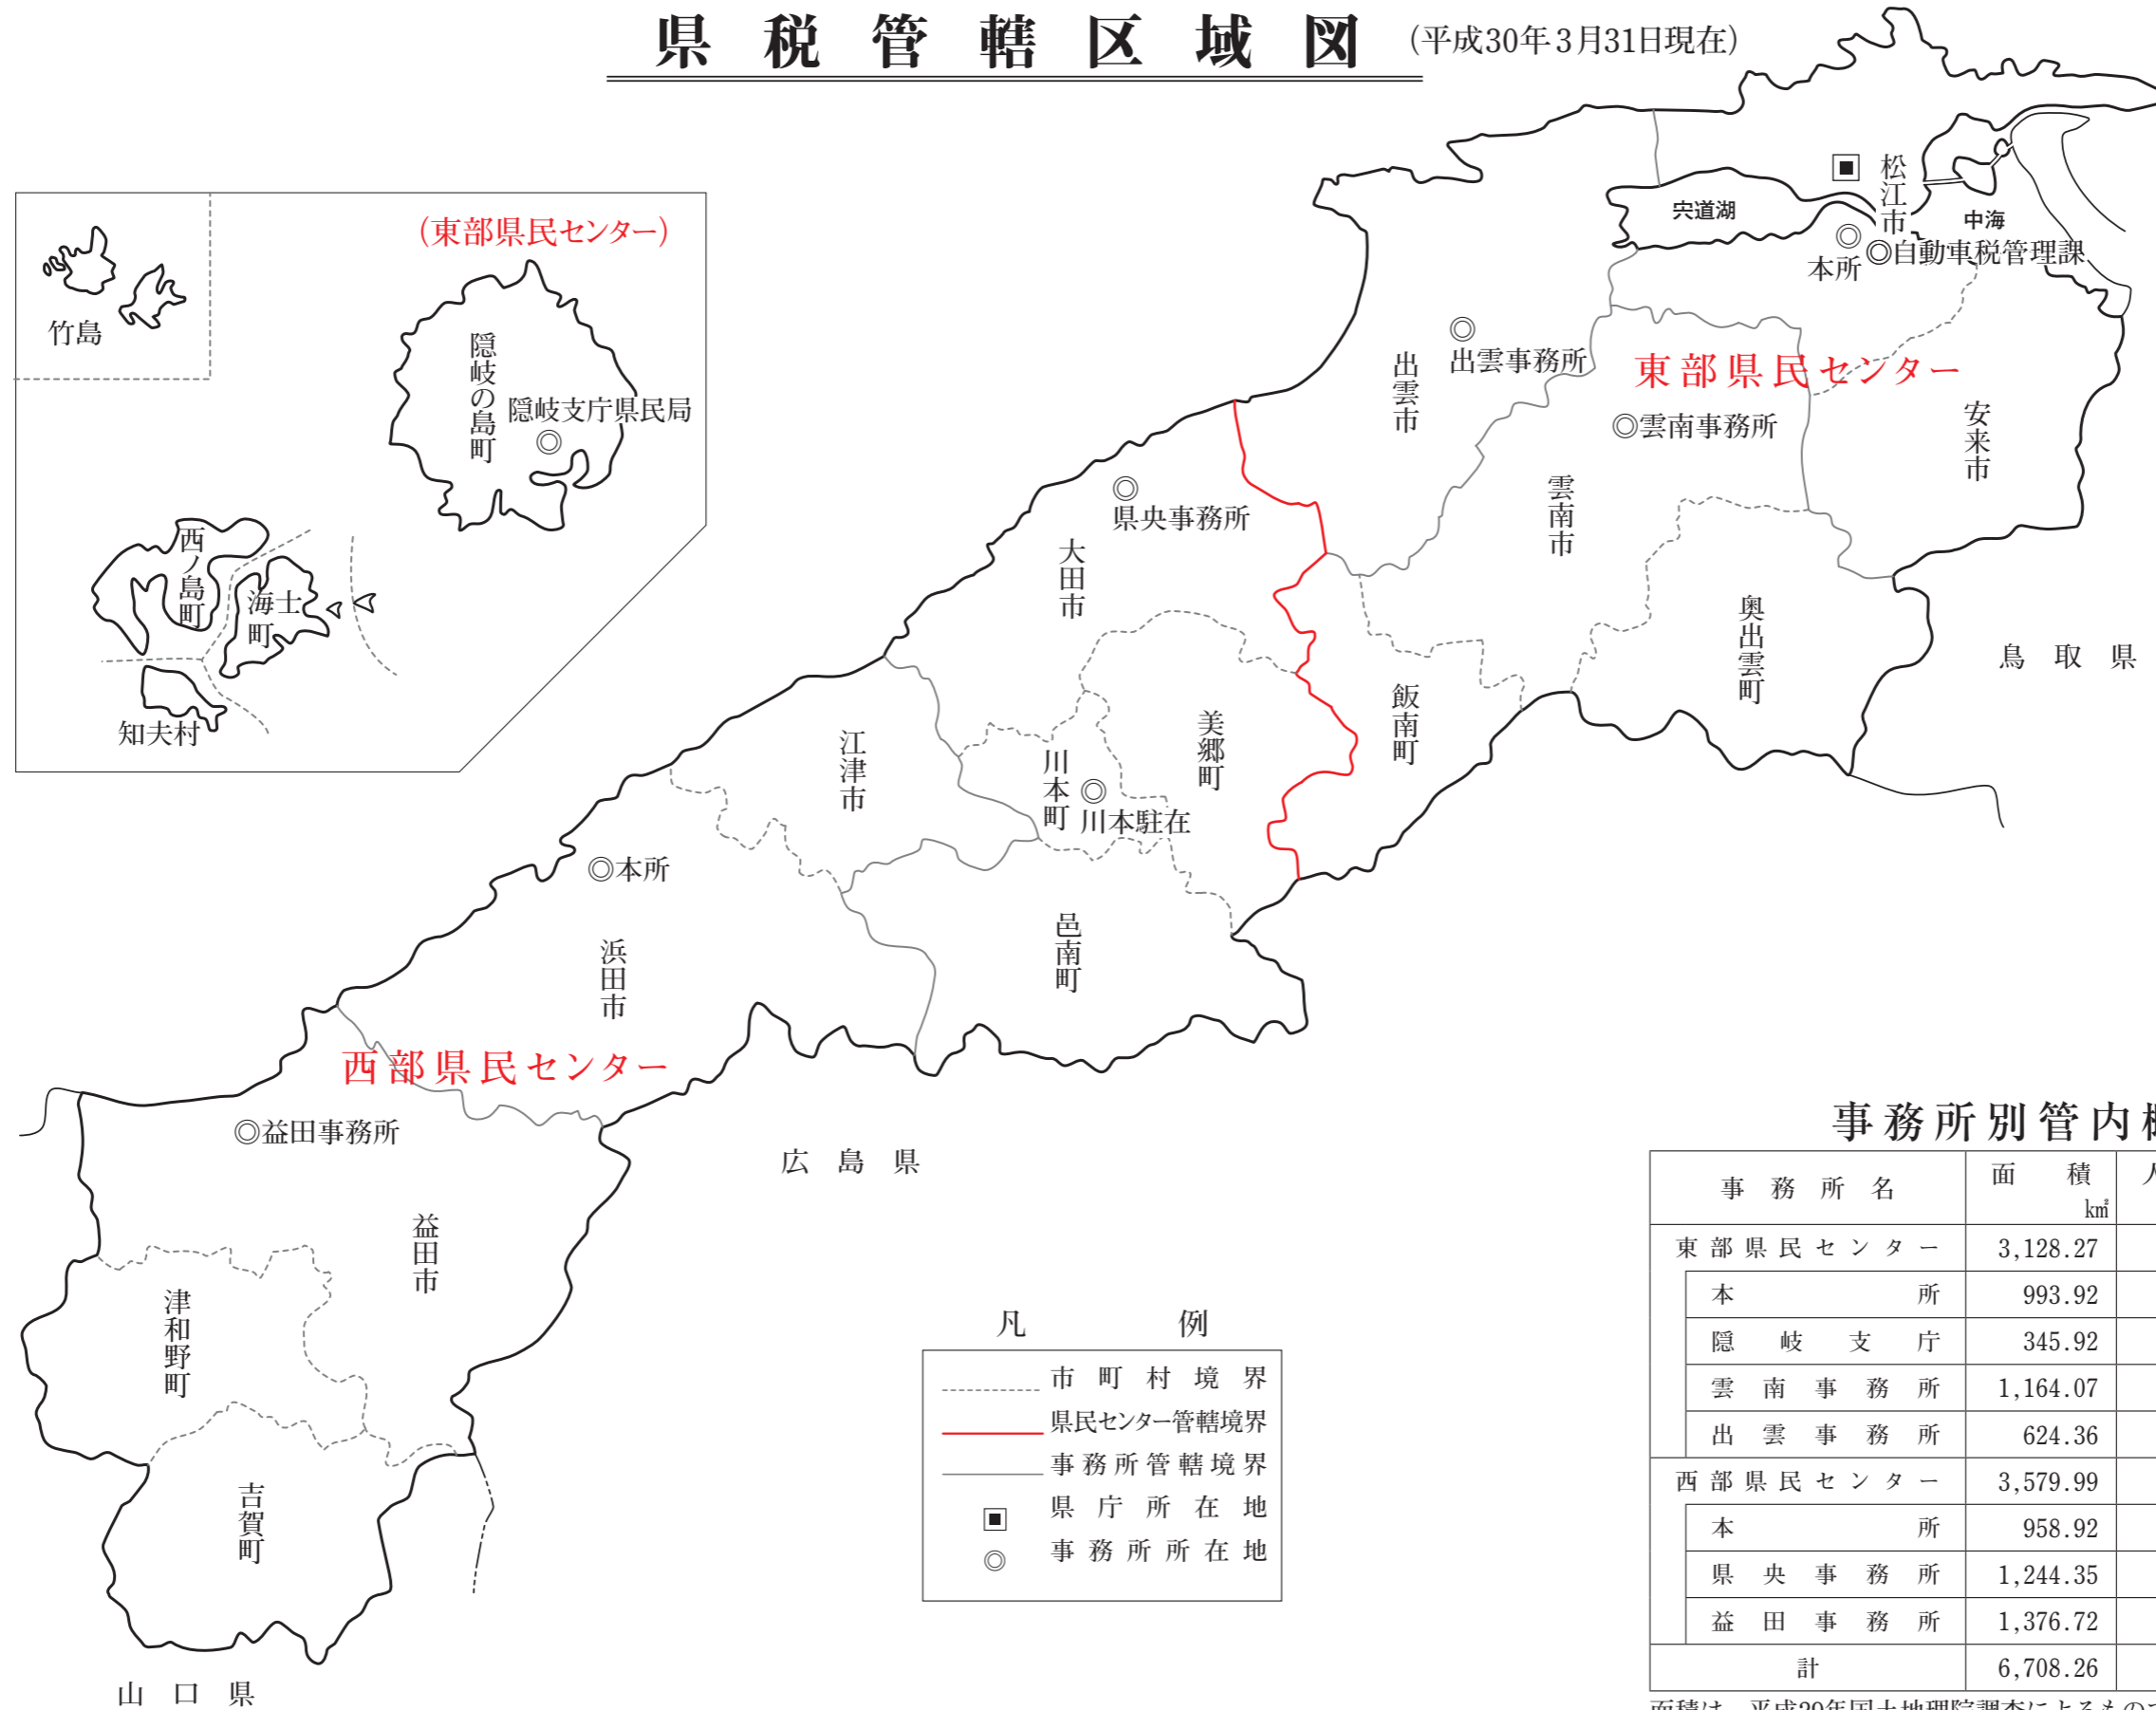 県税管轄区域図 (平成30年3月31日現在)
(東部県民センター)
竹島
隠岐の島町
隠岐支庁県民局
◎
西ノ島町
海士町
知夫村
松江市
宍道湖
中海
◎
本所
◎自動車税管理課
◎
出雲事務所
出雲市
東部県民センター
◎雲南事務所
安来市
雲南市
◎
県央事務所
大田市
奥出雲町
鳥取県
飯南町
美郷町
江津市
川本町
◎
川本駐在
◎本所
浜田市
邑南町
西部県民センター
◎益田事務所
広島県
益田市
津和野町
吉賀町
山口県
凡例
市町村境界
県民センター管轄境界
事務所管轄境界
県庁所在地
◎ 事務所所在地
事務所別管内
事務所名 面積 km²
東部県民センター 3,128.27
本所 993.92
隠岐支庁 345.92
雲南事務所 1,164.07
出雲事務所 624.36
西部県民センター 3,579.99
本所 958.92
県央事務所 1,244.35
益田事務所 1,376.72
計 6,708.26